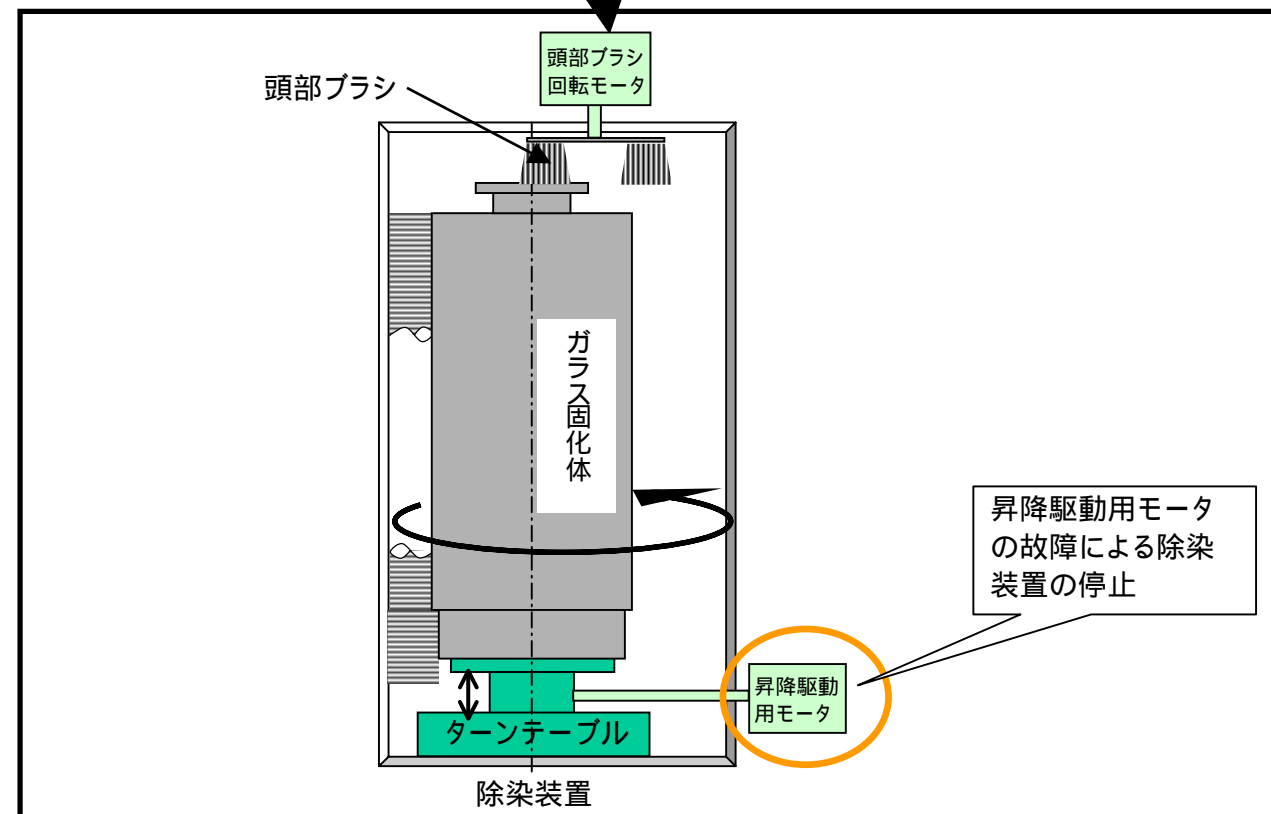 頭部ブラシ
回転モータ
頭部ブラシ
ガラス固化体
昇降駆動用モータ
の故障による除染
装置の停止
昇降駆動
用モータ
ターンテーブル
除染装置